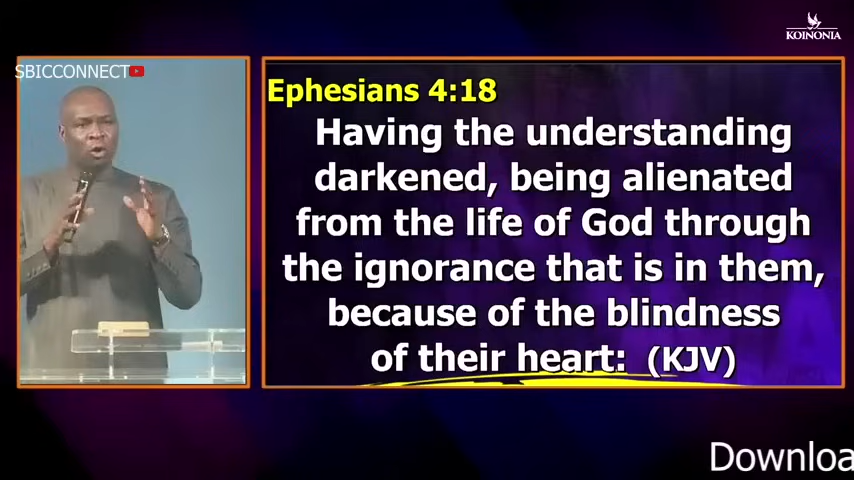 KOINONIA
SBICCONNECT
Ephesians 4:18
Having the understanding
darkened, being alienated
from the life of God through
the ignorance that is in them,
because of the blindness
of their heart: (KJV)
Downloa